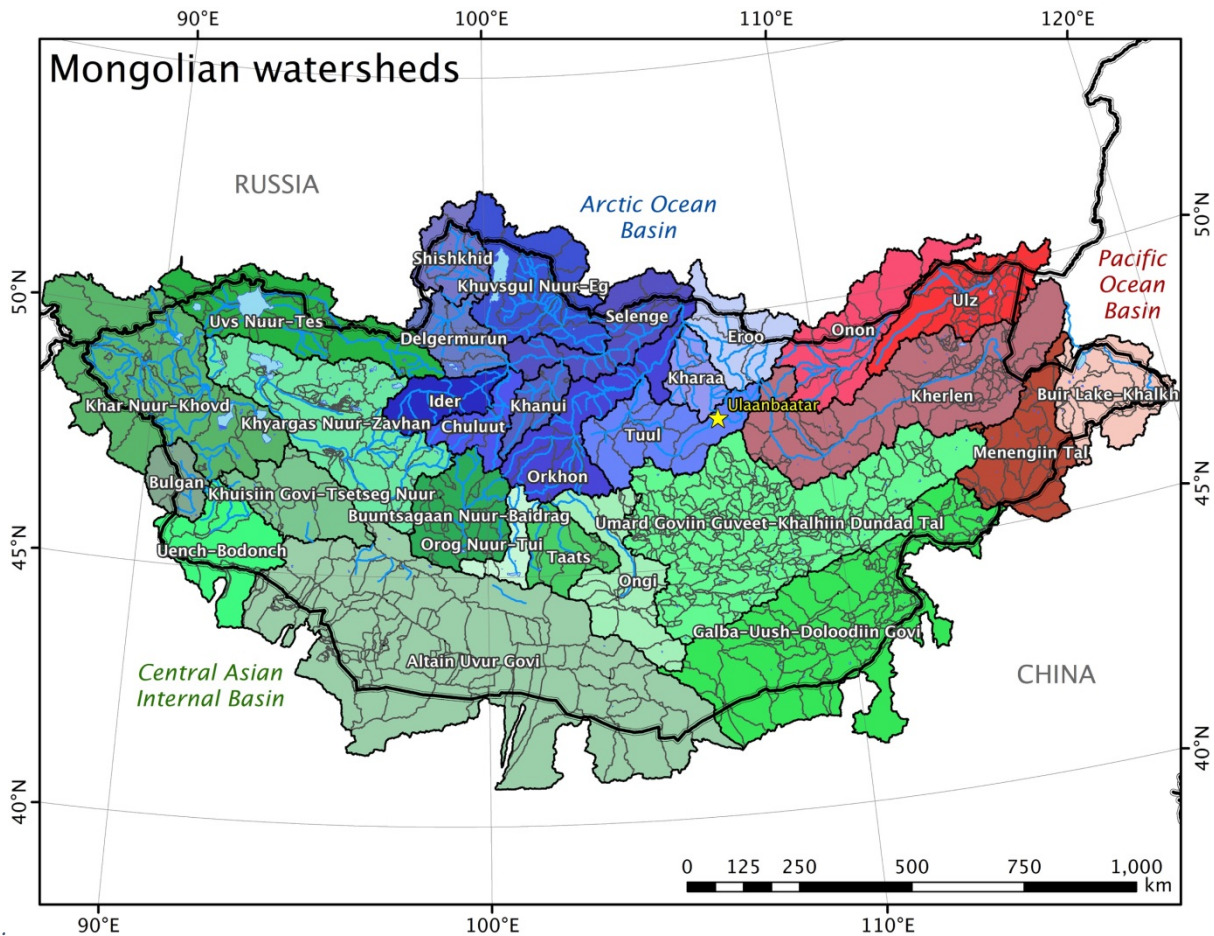 90°E
100°E
110°E
120°E
Mongolian watersheds
RUSSIA
Arctic Ocean
Basin
50°N
Pacific
Ocean
Basin
Shishkhid
Khuvsgul Nuur-Eg
50°N
Uvs Nuur-Tes
Selenge
Ulz
Delgermurun
Eroo
Onon
Kharaa
Khar Nuur-Khovd
Ider
Khanui
Ulaanbaatar
Kherlen
Buir Lake-Khalkh
Khyargas Nuur-Zavhan
Chuluut
Tuul
Menengiin Tal
Bulgan
Khuisiin Govi-Tsetseg Nuur
Orkhon
45°N
Buuntsagaan Nuur-Baidrag
Umard Goviin Guveet-Khalhiin Dundad Tal
45°N
Uench-Bodonch
Orog Nuur-Tui
Taats
Ongi
Galba-Uush-Doloodiin Govi
Altain Uvur Govi
Central Asian
Internal Basin
CHINA
40°N
40°N
0 125 250 500 750 1,000
km
90°E
100°E
110°E